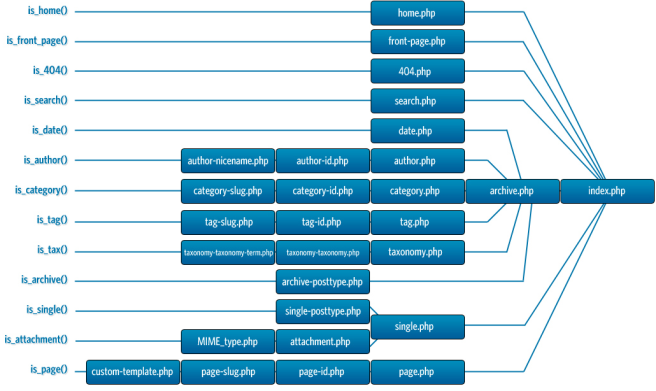 is_home() home.php
is_front_page() front-page.php
is_404() 404.php
is_search() search.php
is_date() date.php
is_author() author-nicename.php author-id.php author.php
is_category() category-slug.php category-id.php category.php archive.php index.php
is_tag() tag-slug.php tag-id.php tag.php
is_tax() taxonomy-taxonomy-term.php taxonomy-taxonomy.php taxonomy.php
is_archive() archive-posttype.php
is_single() single-posttype.php
single.php
is_attachment() MIME_type.php attachment.php
is_page() custom-template.php page-slug.php page-id.php page.php